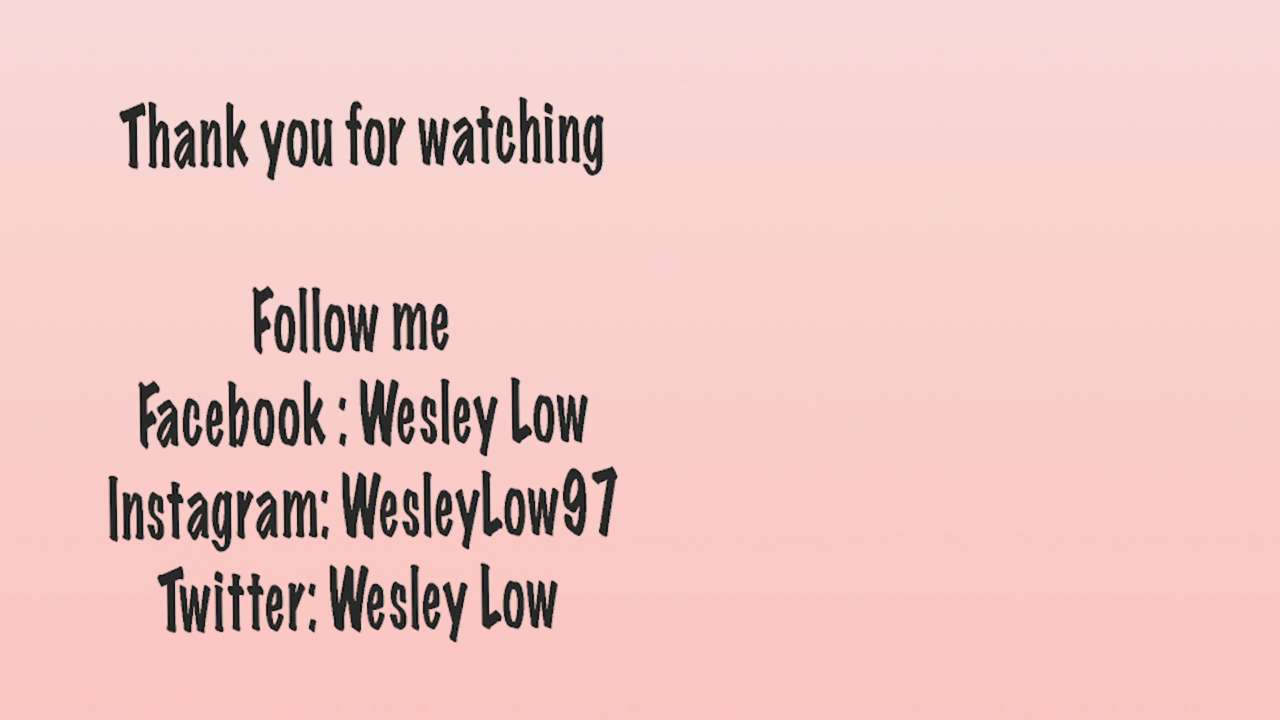 Thank you for watching
Follow me
Facebook : Wesley Low
Instagram: WesleyLow97
Twitter: Wesley Low